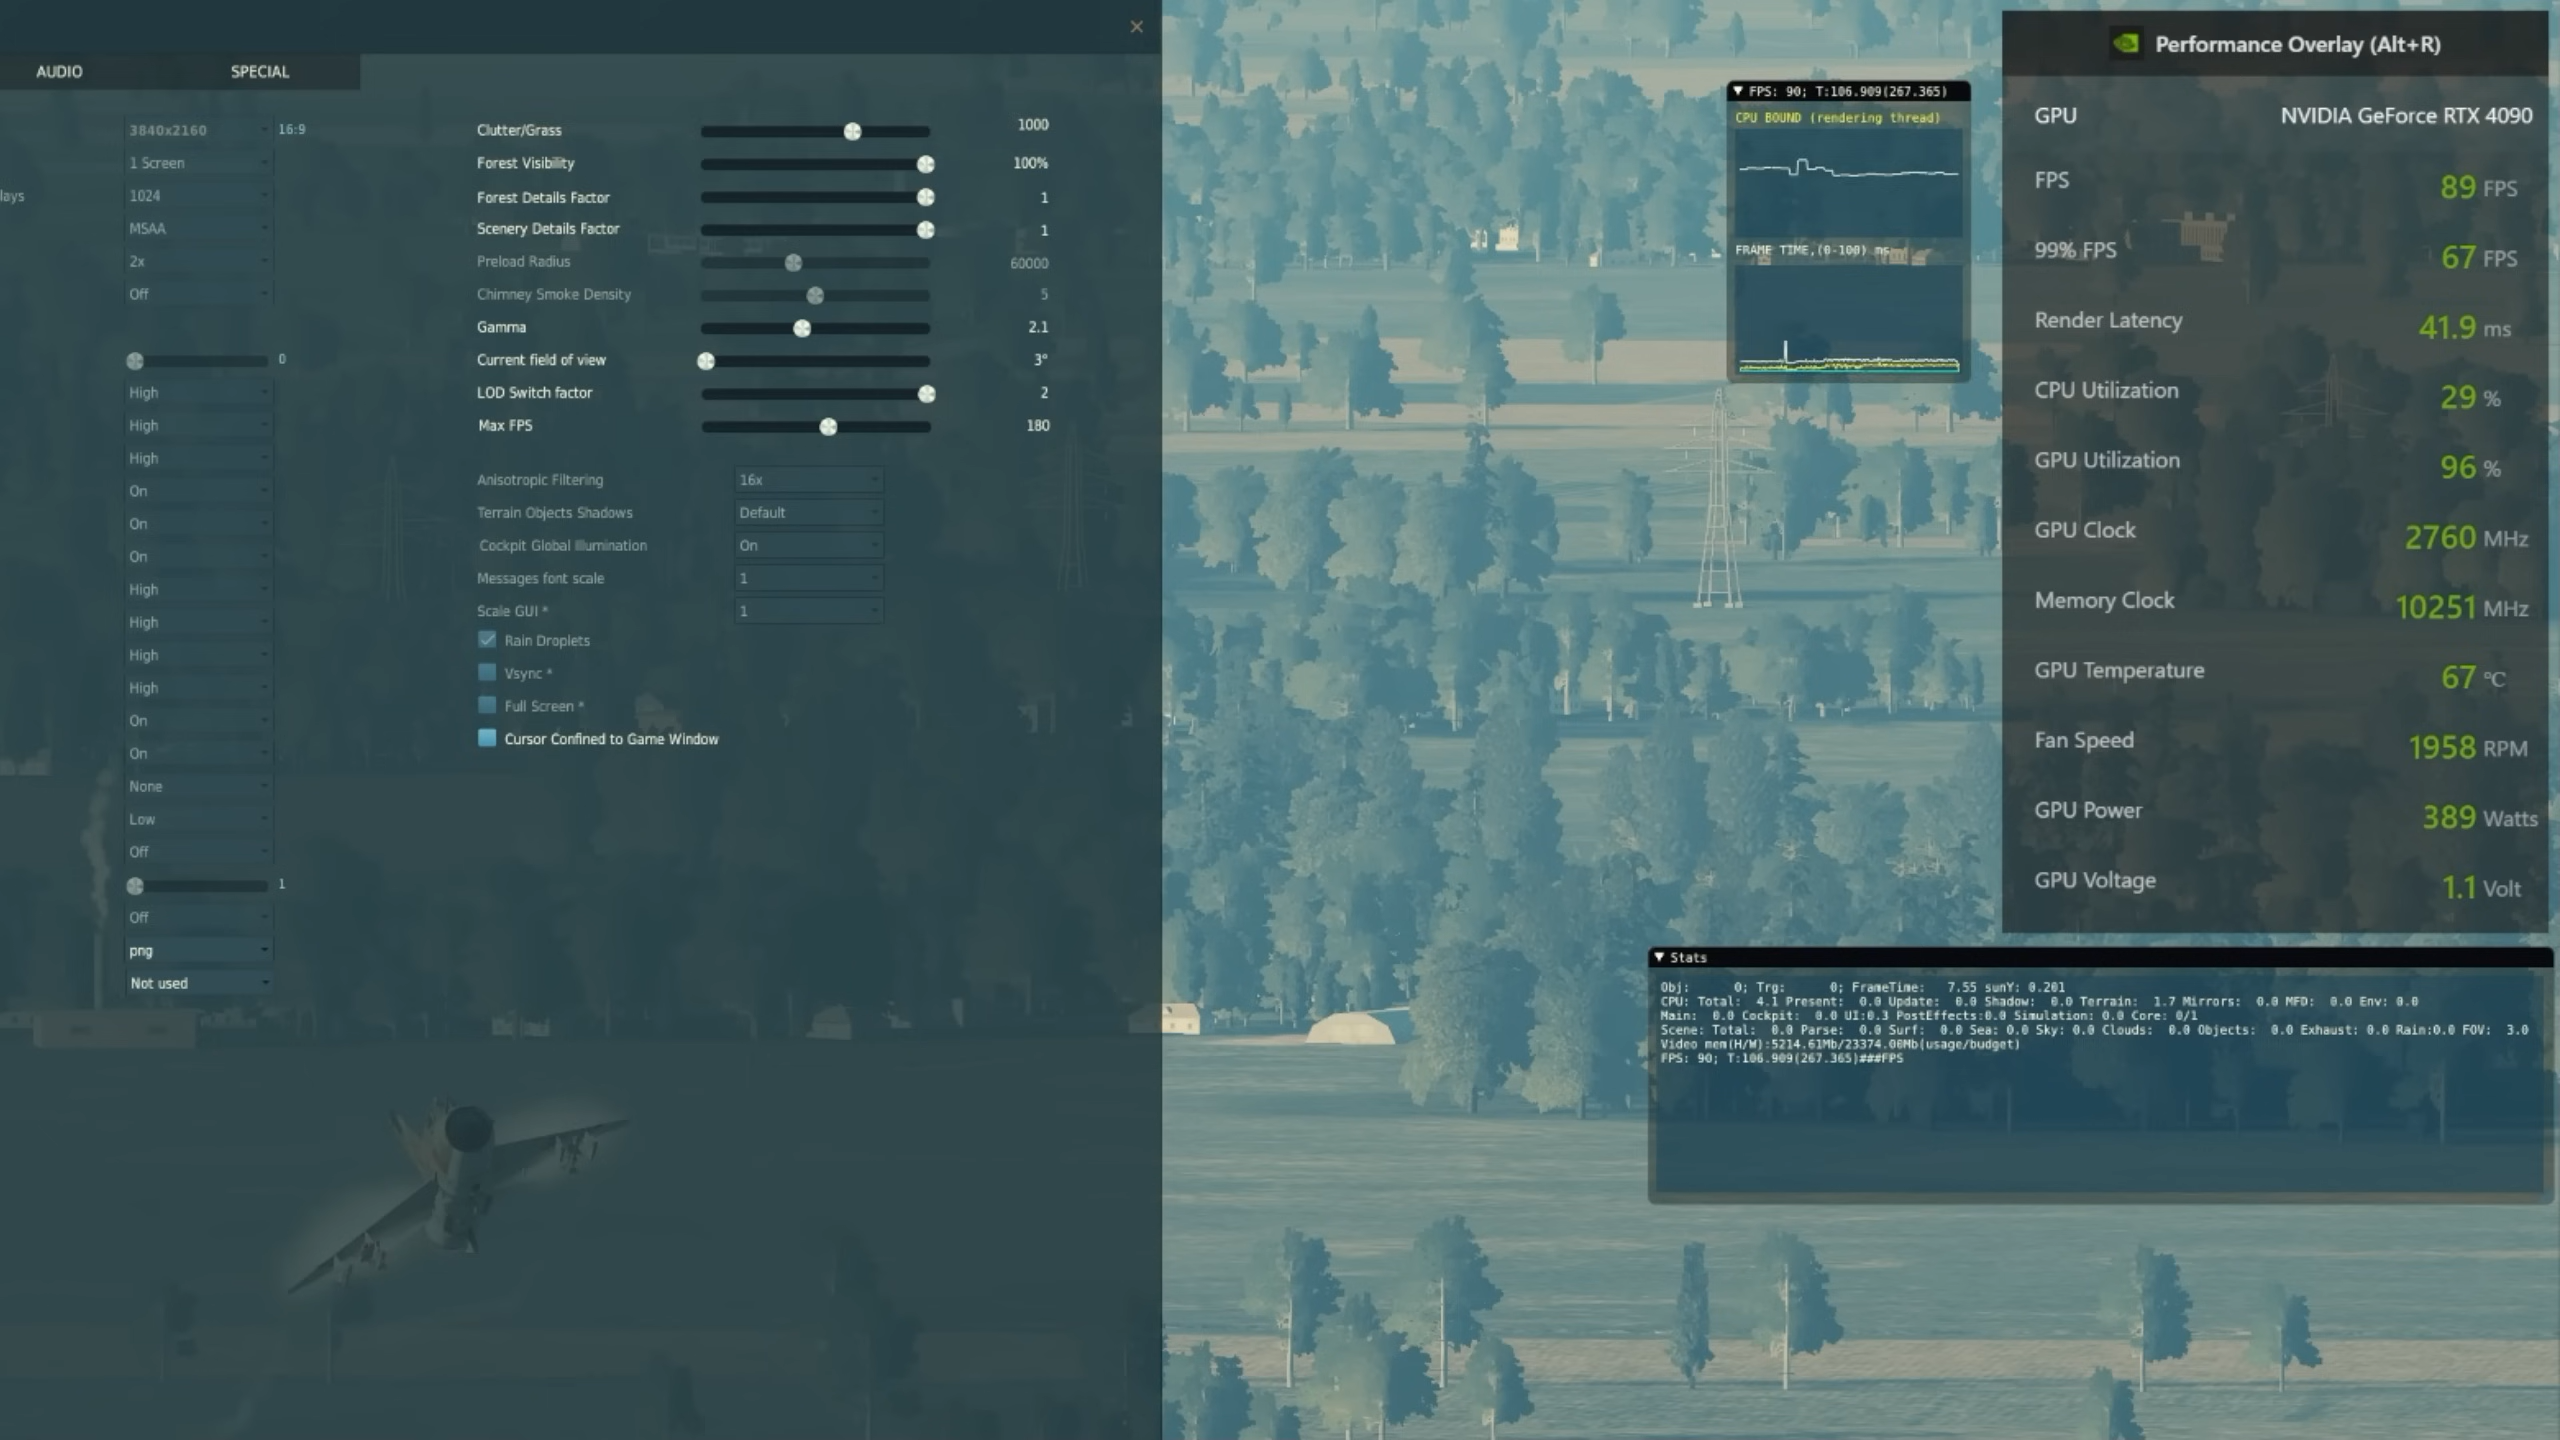 AUDIO
SPECIAL
3840x2160 16:9
1 Screen
lays 1024
MSAA
2x
Off
0
High
High
High
On
On
On
High
High
High
High
On
On
None
Low
Off
1
Off
png
Not used
Clutter/Grass 1000
Forest Visibility 100%
Forest Details Factor 1
Scenery Details Factor 1
Preload Radius 60000
Chimney Smoke Density 5
Gamma 2.1
Current field of view 3°
LOD Switch factor 2
Max FPS 180
Anisotropic Filtering 16x
Terrain Objects Shadows Default
Cockpit Global Illumination On
Messages font scale 1
Scale GUI * 1
Rain Droplets
Vsync *
Full Screen *
Cursor Confined to Game Window
FPS: 90; T:106.909(267.365)
CPU BOUND (rendering thread)
FRAME TIME,(0-100) ms
Performance Overlay (Alt+R)
GPU NVIDIA GeForce RTX 4090
FPS 89 FPS
99% FPS 67 FPS
Render Latency 41.9 ms
CPU Utilization 29 %
GPU Utilization 96 %
GPU Clock 2760 MHz
Memory Clock 10251 MHz
GPU Temperature 67 °C
Fan Speed 1958 RPM
GPU Power 389 Watts
GPU Voltage 1.1 Volt
Stats
Obj: 0; Trg: 0; FrameTime: 7.55 sunY: 0.201
CPU: Total: 4.1 Present: 0.0 Update: 0.0 Shadow: 0.0 Terrain: 1.7 Mirrors: 0.0 MFD: 0.0 Env: 0.0
Main: 0.0 Cockpit: 0.0 UI:0.3 PostEffects:0.0 Simulation: 0.0 Core: 0/1
Scene: Total: 0.0 Parse: 0.0 Surf: 0.0 Sea: 0.0 Sky: 0.0 Clouds: 0.0 Objects: 0.0 Exhaust: 0.0 Rain:0.0 FOV: 3.0
Video mem(H/W):5214.61Mb/23374.00Mb(usage/budget)
FPS: 90; T:106.909(267.365)###FPS